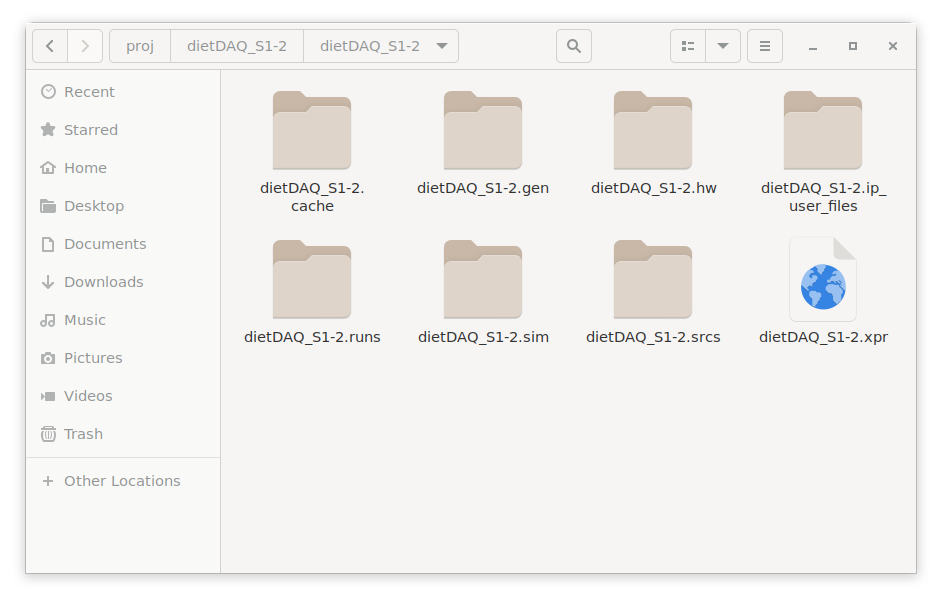 proj
dietDAQ_S1-2
dietDAQ_S1-2
Recent
Starred
Home
Desktop
Documents
Downloads
Music
Pictures
Videos
Trash
Other Locations
dietDAQ_S1-2.
cache
dietDAQ_S1-2.gen
dietDAQ_S1-2.hw
dietDAQ_S1-2.ip_
user_files
dietDAQ_S1-2.runs
dietDAQ_S1-2.sim
dietDAQ_S1-2.srcs
dietDAQ_S1-2.xpr